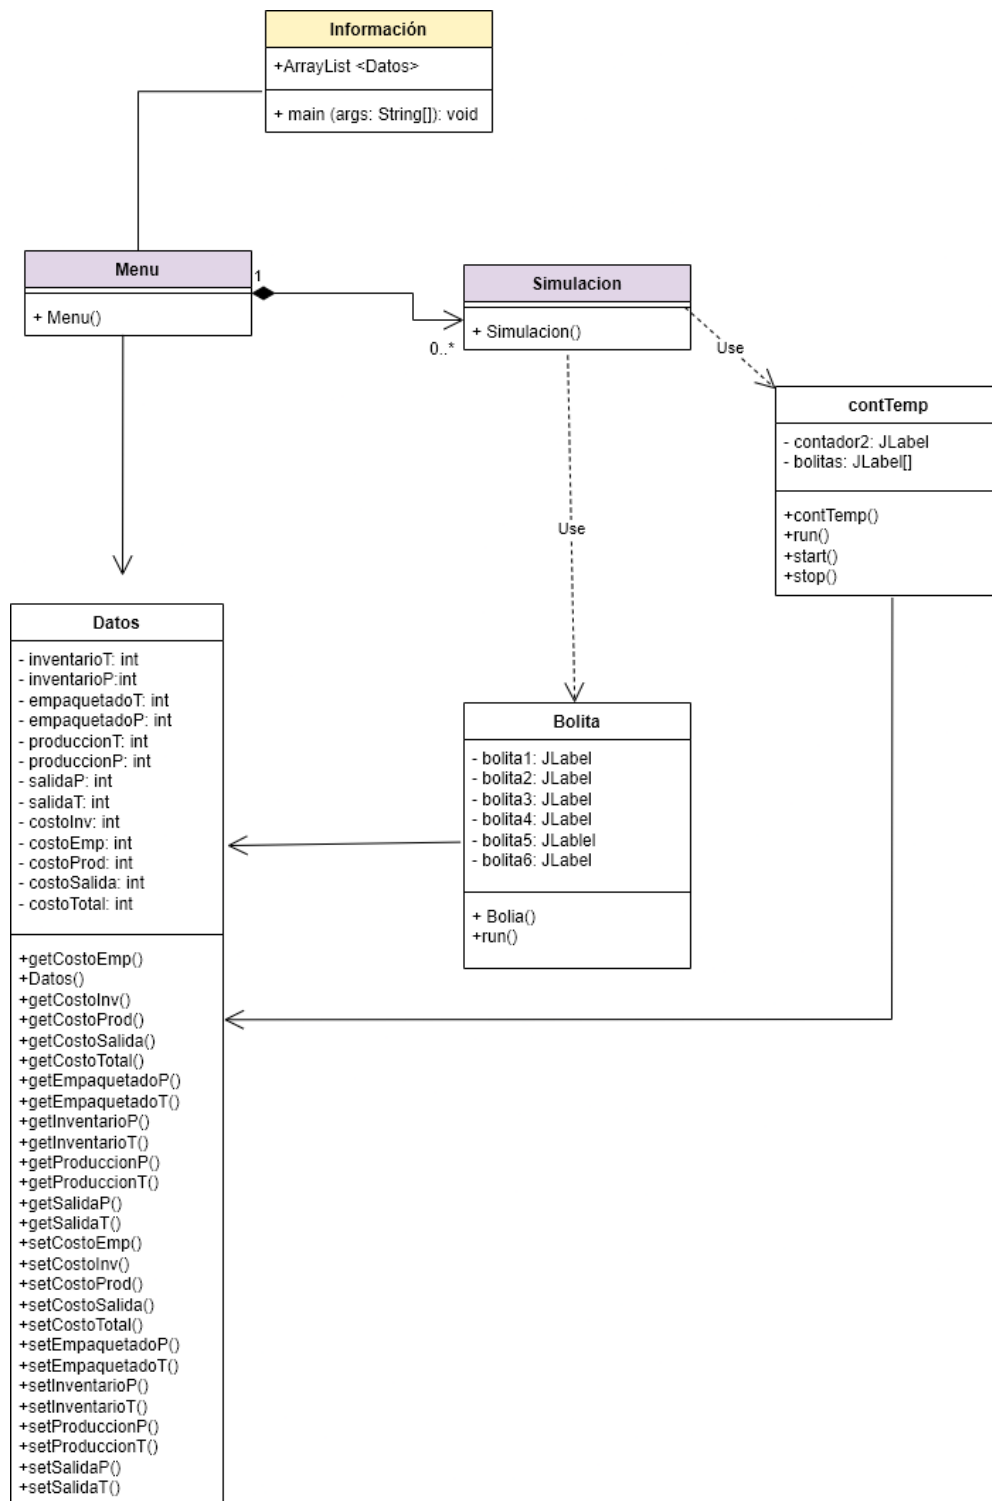 Información
+ArrayList <Datos>
+ main (args: String[]): void
Menu
+ Menu()
1
0..*
Simulacion
+ Simulacion()
Use
Use
contTemp
- contador2: JLabel
- bolitas: JLabel[]
+contTemp()
+run()
+start()
+stop()
Datos
- inventarioT: int
- inventarioP:int
- empaquetadoT: int
- empaquetadoP: int
- produccionT: int
- produccionP: int
- salidaP: int
- salidaT: int
- costoInv: int
- costoEmp: int
- costoProd: int
- costoSalida: int
- costoTotal: int
+getCostoEmp()
+Datos()
+getCostoInv()
+getCostoProd()
+getCostoSalida()
+getCostoTotal()
+getEmpaquetadoP()
+getEmpaquetadoT()
+getInventarioP()
+getInventarioT()
+getProduccionP()
+getProduccionT()
+getSalidaP()
+getSalidaT()
+setCostoEmp()
+setCostoInv()
+setCostoProd()
+setCostoSalida()
+setCostoTotal()
+setEmpaquetadoP()
+setEmpaquetadoT()
+setInventarioP()
+setInventarioT()
+setProduccionP()
+setProduccionT()
+setSalidaP()
+setSalidaT()
Bolita
- bolita1: JLabel
- bolita2: JLabel
- bolita3: JLabel
- bolita4: JLabel
- bolita5: JLablel
- bolita6: JLabel
+ Bolia()
+run()